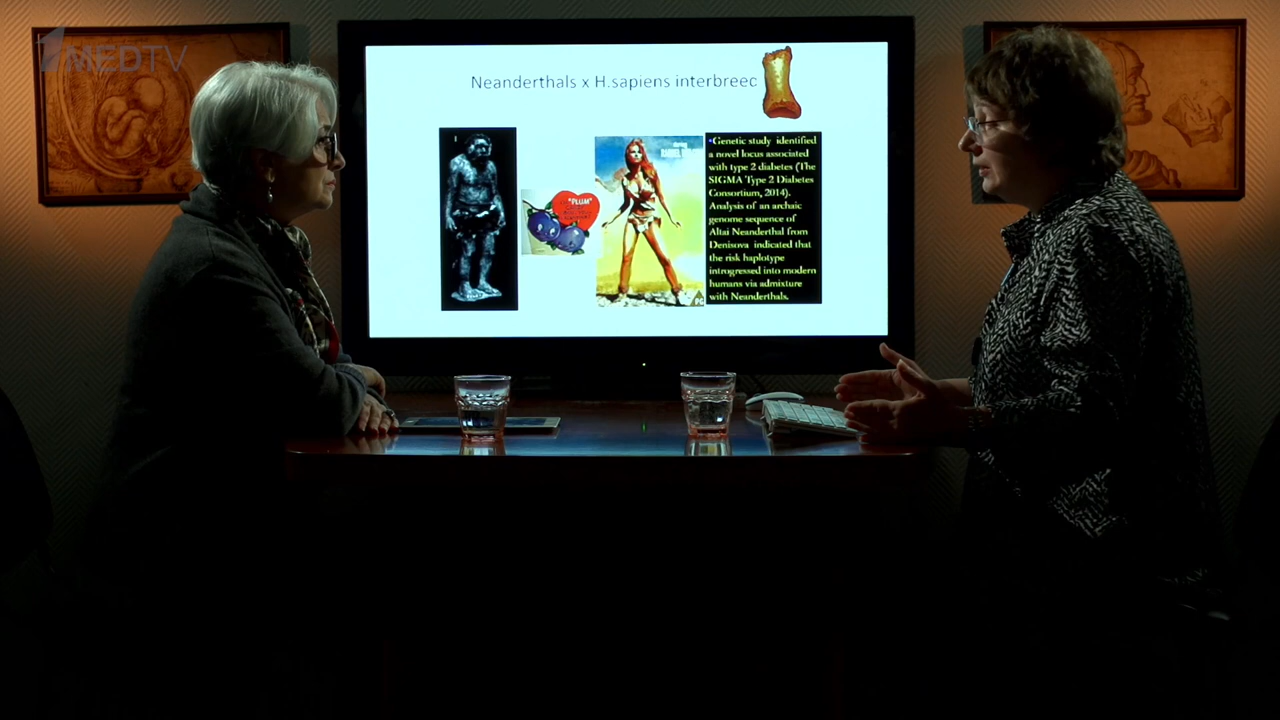 1MEDTV
Neanderthals x H.sapiens interbreec
"PLUM"
•Genetic study identified
a novel locus associated
with type 2 diabetes (The
SIGMA Type 2 Diabetes
Consortium, 2014).
Analysis of an archaic
genome sequence of
Altai Neanderthal from
Denisova indicated that
the risk haplotype
introgressed into modern
humans via admixture
with Neanderthals.